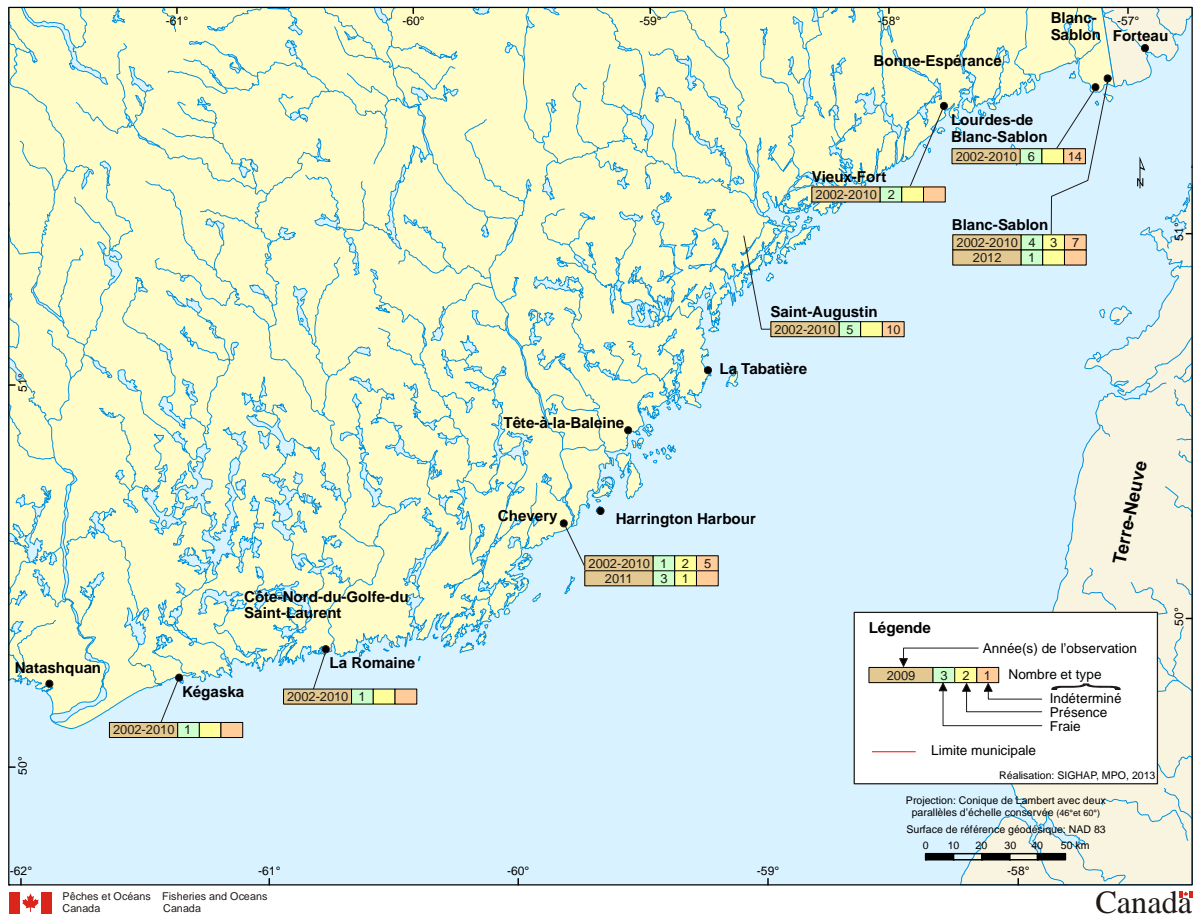 -61°
-60°
-59°
-58°
-57°
Blanc-
Sablon
Forteau
Bonne-Espérance
Lourdes-de
Blanc-Sablon
2002-2010 6 14
Vieux-Fort
2002-2010 2
N
Blanc-Sablon
2002-2010 4 3 7
2012 1
51°
Saint-Augustin
2002-2010 5 10
La Tabatière
51°
Tête-à-la-Baleine
Chevery
Harrington Harbour
Terre-Neuve
2002-2010 1 2 5
2011 3 1
Côte-Nord-du-Golfe-du
Saint-Laurent
50°
La Romaine
Natashquan
Kégaska
2002-2010 1
2002-2010 1
50°
Légende
Année(s) de l'observation
2009 3 2 1
Nombre et type
Indéterminé
Présence
Fraie
Limite municipale
Réalisation: SIGHAP, MPO, 2013
Projection: Conique de Lambert avec deux
parallèles d'échelle conservée (46°et 60°)
Surface de référence géodésique: NAD 83
0 10 20 30 40 50 km
-62°
-61°
-60°
-59°
-58°
Pêches et Océans
Canada
Fisheries and Oceans
Canada
Canada